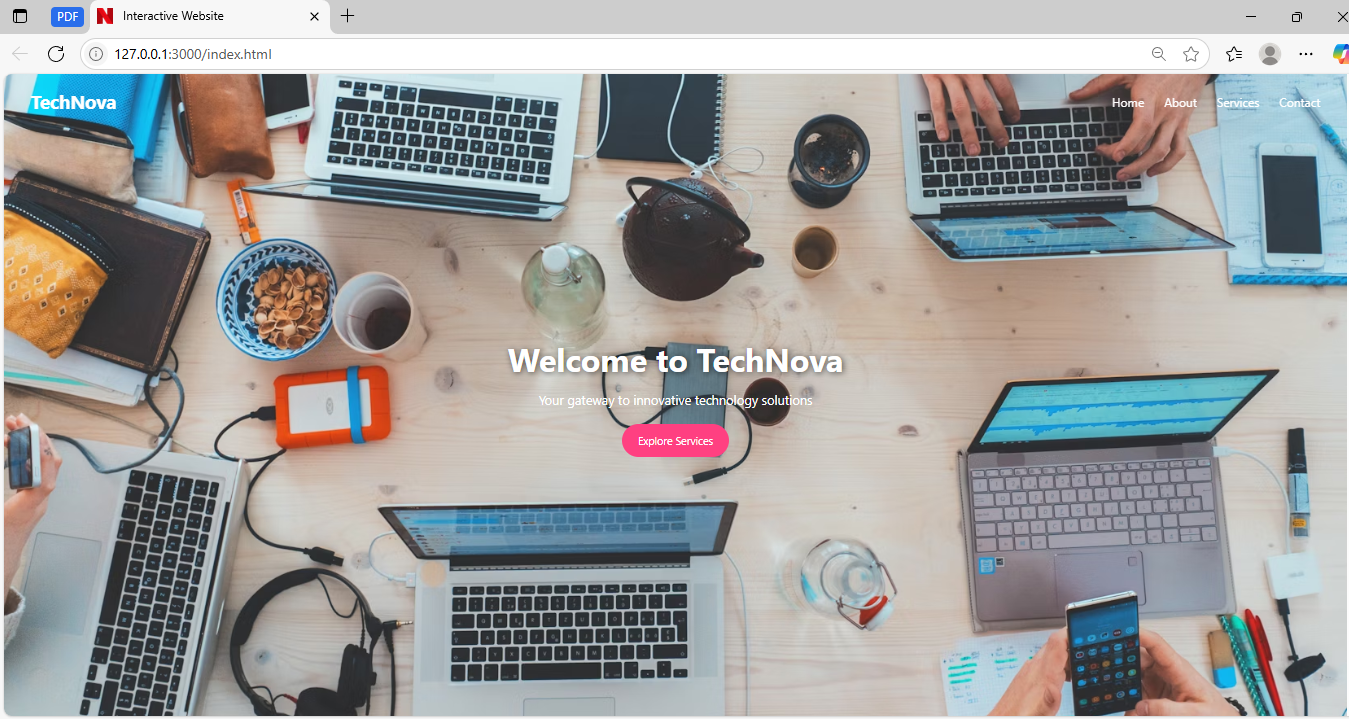 PDF
Interactive Website
127.0.0.1:3000/index.html
TechNova
Home About Services Contact
Welcome to TechNova
Your gateway to innovative technology solutions
Explore Services